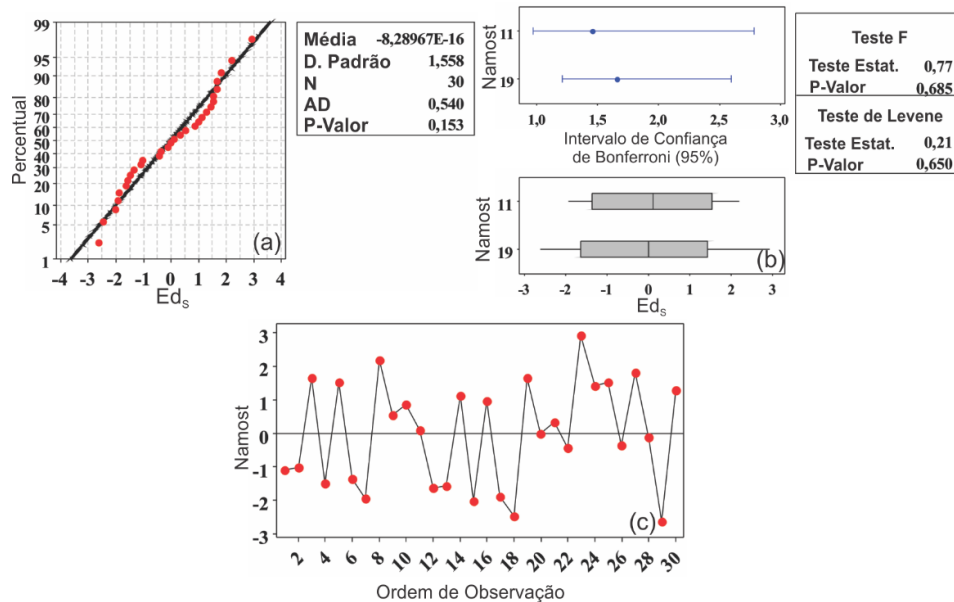 99
95
90
80
70
60
50
40
30
20
10
5
1
Percentual
-4 -3 -2 -1 0 1 2 3 4
Ed_s
(a)
Média -8,28967E-16
D. Padrão 1,558
N 30
AD 0,540
P-Valor 0,153
Namost
11
19
1,0 1,5 2,0 2,5 3,0
Intervalo de Confiança
de Bonferroni (95%)
Teste F
Teste Estat. 0,77
P-Valor 0,685
Teste de Levene
Teste Estat. 0,21
P-Valor 0,650
Namost
11
19
-3 -2 -1 0 1 2 3
Ed_s
(b)
Namost
3
2
1
0
-1
-2
-3
2 4 6 8 10 12 14 16 18 20 22 24 26 28 30
Ordem de Observação
(c)